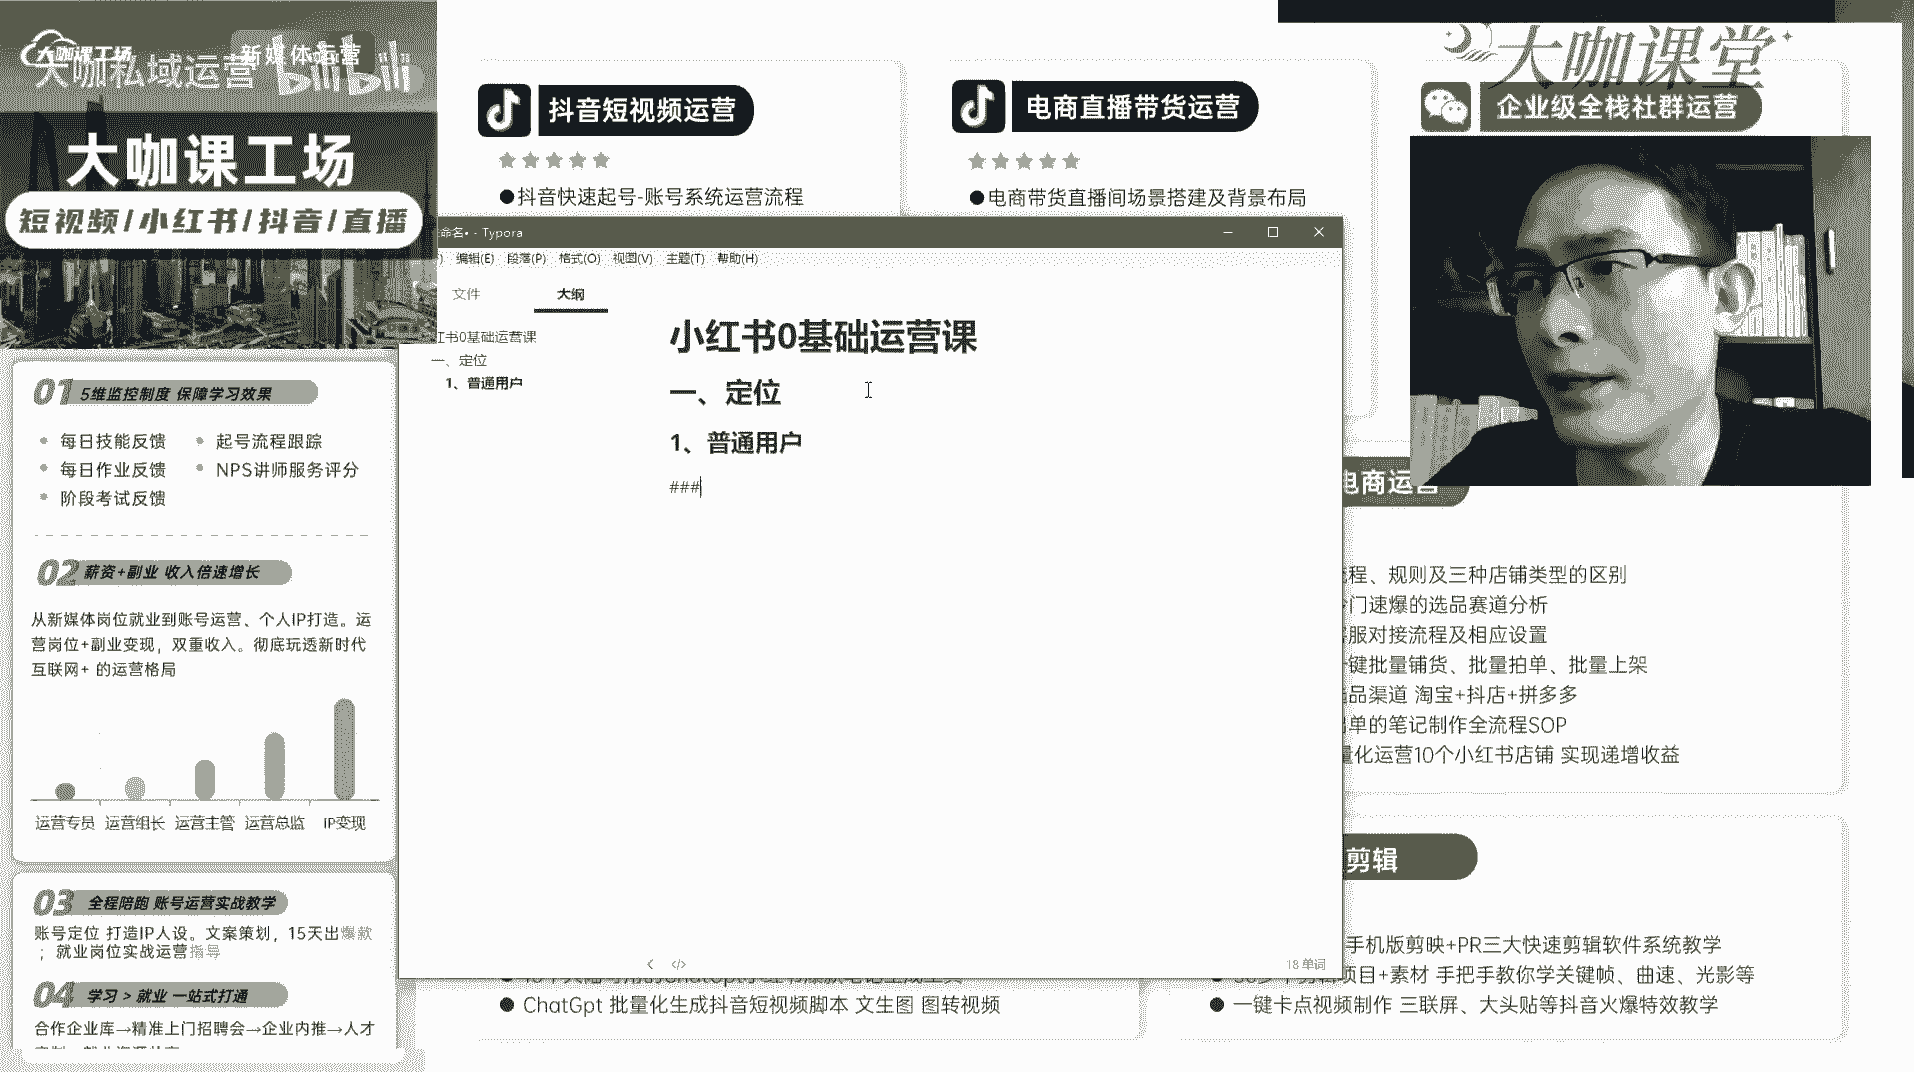 大咖课工场
大咖私域运营
新媒体运营
bilibili
大咖课工场
短视频/小红书/抖音/直播
01 5维监控制度 保障学习效果
每日技能反馈
起号流程跟踪
每日作业反馈
NPS讲师服务评分
阶段考试反馈
02 薪资+副业 收入倍速增长
从新媒体岗位就业到账号运营、个人IP打造。运
营岗位+副业变现，双重收入。彻底玩透新时代
互联网+ 的运营格局
运营专员 运营组长 运营主管 运营总监 IP变现
03 全程陪跑 账号运营实战教学
账号定位 打造IP人设。文案策划，15天出爆款
；就业岗位实战运营指导
04 学习 > 就业 一站式打通
合作企业库→精准上门招聘会→企业内推→人才
抖音短视频运营
●抖音快速起号-账号系统运营流程
电商直播带货运营
●电商带货直播间场景搭建及背景布局
大咖课堂
企业级全栈社群运营
命名• - Typora
编辑(E) 段落(P) 格式(O) 视图(V) 主题(T) 帮助(H)
文件 大纲
红书0基础运营课
一、定位
1、普通用户
小红书0基础运营课
一、定位
1、普通用户
###
18 单词
电商运营
程、规则及三种店铺类型的区别
门速爆的选品赛道分析
服对接流程及相应设置
键批量铺货、批量拍单、批量上架
品渠道 淘宝+抖店+拼多多
单的笔记制作全流程SOP
量化运营10个小红书店铺 实现递增收益
剪辑
手机版剪映+PR三大快速剪辑软件系统教学
项目+素材 手把手教你学关键帧、曲速、光影等
● 一键卡点视频制作 三联屏、大头贴等抖音火爆特效教学
● ChatGpt 批量化生成抖音短视频脚本 文生图 图转视频